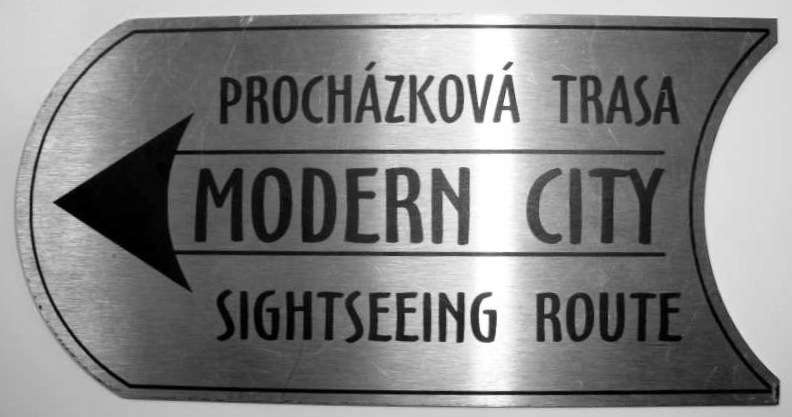 PROCHÁZKOVÁ TRASA
MODERN CITY
SIGHTSEEING ROUTE